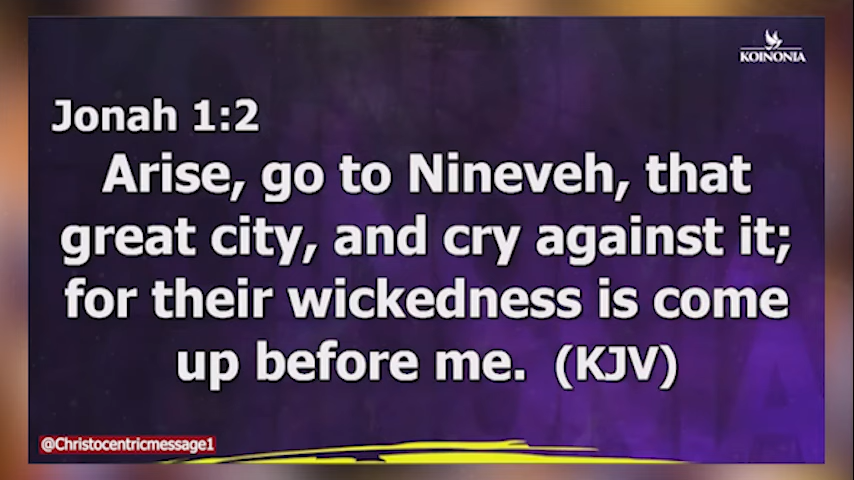 KOINONIA
Jonah 1:2
Arise, go to Nineveh, that
great city, and cry against it;
for their wickedness is come
up before me. (KJV)
@Christocentricmessage1